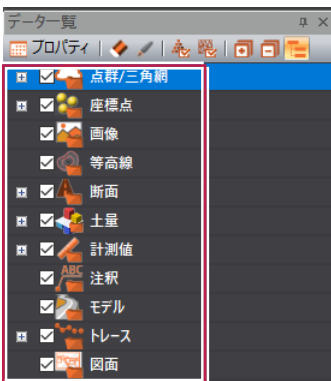 データ一覧
プロパティ
点群/三角網
座標点
画像
等高線
断面
土量
計測値
ABC
注釈
モデル
トレース
図面